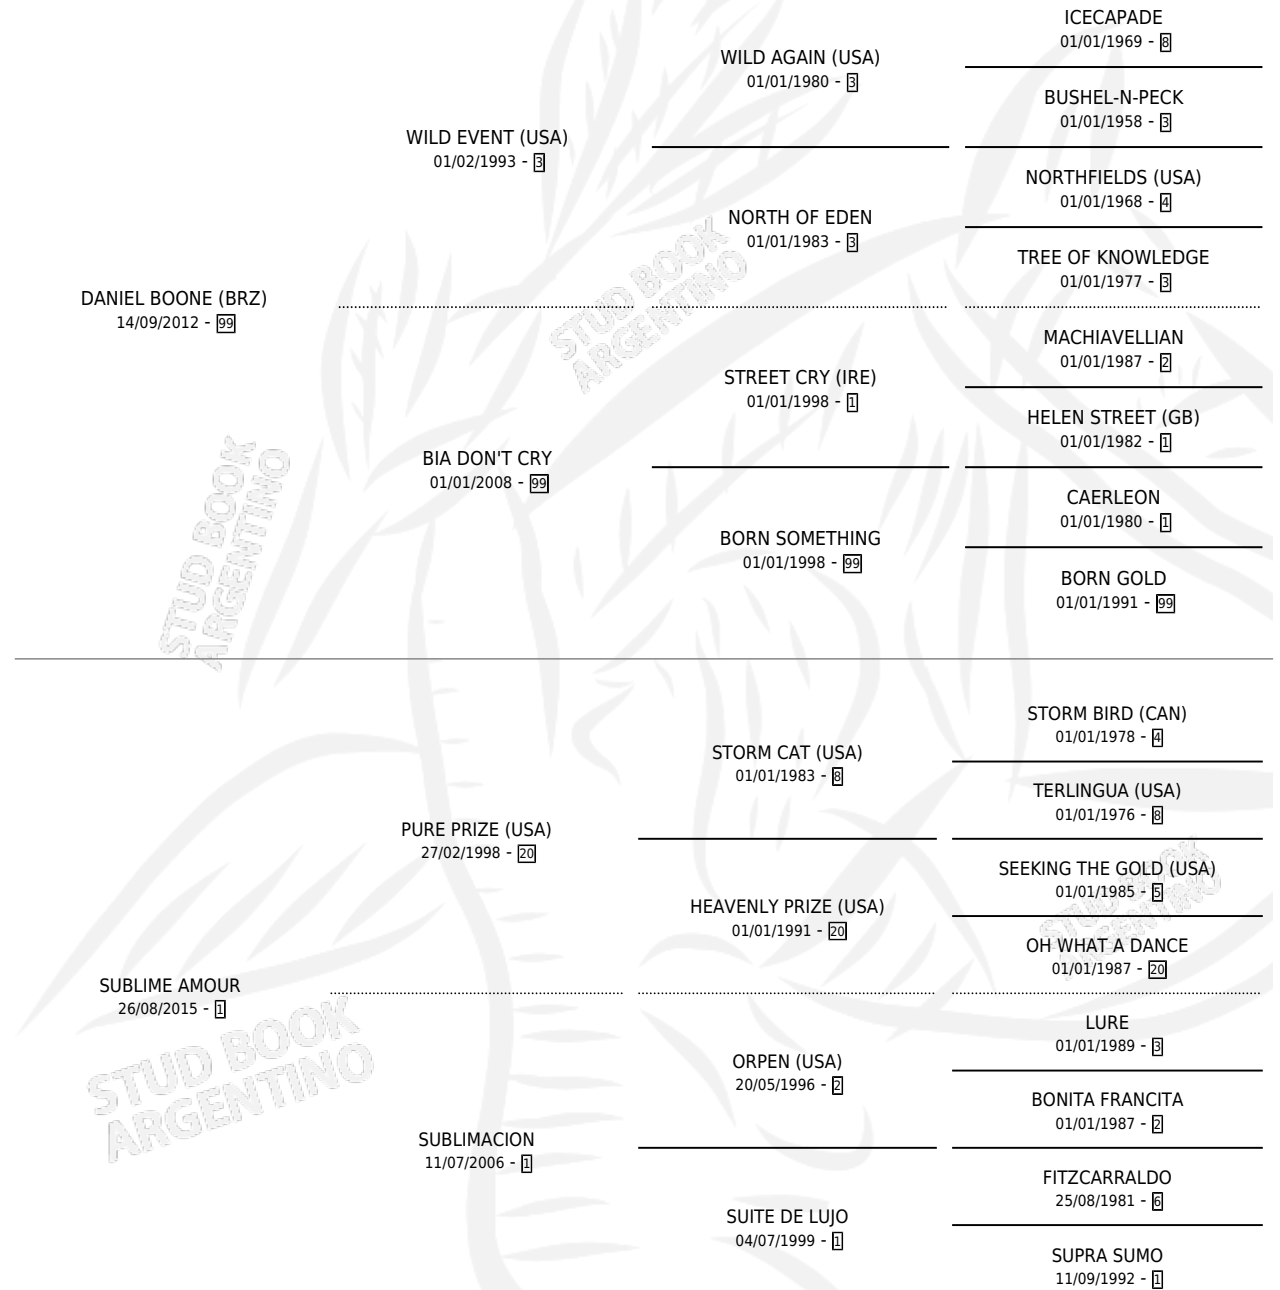 ICECAPADE
01/01/1969 - 8
WILD AGAIN (USA)
01/01/1980 - 3
BUSHEL-N-PECK
01/01/1958 - 3
WILD EVENT (USA)
01/02/1993 - 3
NORTHFIELDS (USA)
01/01/1968 - 4
NORTH OF EDEN
01/01/1983 - 3
TREE OF KNOWLEDGE
01/01/1977 - 3
DANIEL BOONE (BRZ)
14/09/2012 - 99
MACHIAVELLIAN
01/01/1987 - 2
STREET CRY (IRE)
01/01/1998 - 1
HELEN STREET (GB)
01/01/1982 - 1
BIA DON'T CRY
01/01/2008 - 99
CAERLEON
01/01/1980 - 1
BORN SOMETHING
01/01/1998 - 99
BORN GOLD
01/01/1991 - 99
STUD BOOK
ARGENTINO
STUD BOOK
ARGENTINO
STORM BIRD (CAN)
01/01/1978 - 4
STORM CAT (USA)
01/01/1983 - 8
TERLINGUA (USA)
01/01/1976 - 8
PURE PRIZE (USA)
27/02/1998 - 20
SEEKING THE GOLD (USA)
01/01/1985 - 5
HEAVENLY PRIZE (USA)
01/01/1991 - 20
OH WHAT A DANCE
01/01/1987 - 20
SUBLIME AMOUR
26/08/2015 - 1
LURE
01/01/1989 - 3
ORPEN (USA)
20/05/1996 - 2
BONITA FRANCITA
01/01/1987 - 2
SUBLIMACION
11/07/2006 - 1
FITZCARRALDO
25/08/1981 - 6
SUITE DE LUJO
04/07/1999 - 1
SUPRA SUMO
11/09/1992 - 1
STUD BOOK
ARGENTINO
STUD BOOK
ARGENTINO